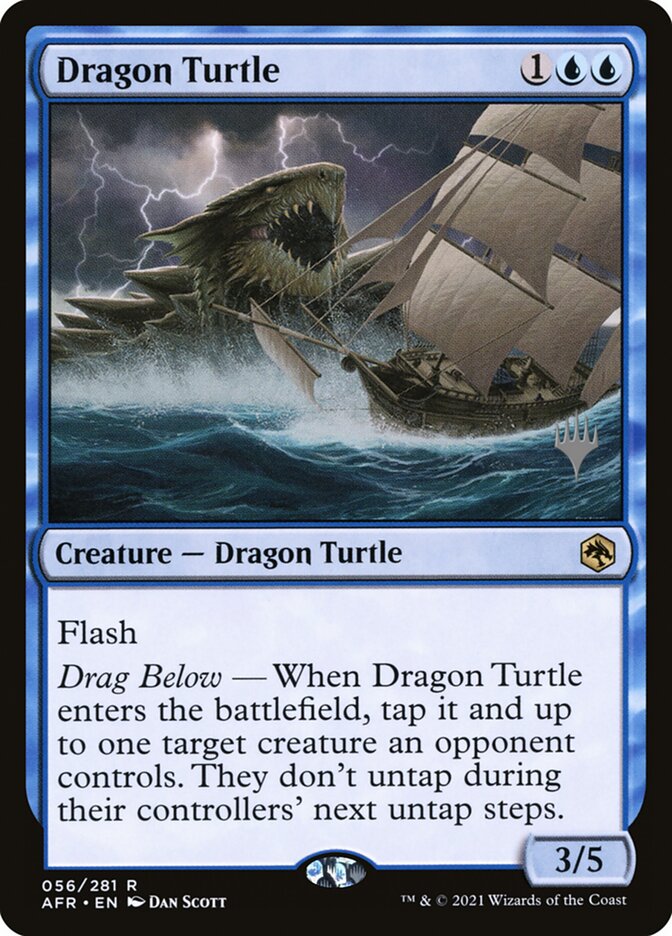 Dragon Turtle 1
Creature — Dragon Turtle
Flash
Drag Below — When Dragon Turtle
enters the battlefield, tap it and up
to one target creature an opponent
controls. They don't untap during
their controllers' next untap steps.
3/5
056/281 R
AFR • EN Dan Scott
™ & © 2021 Wizards of the Coast